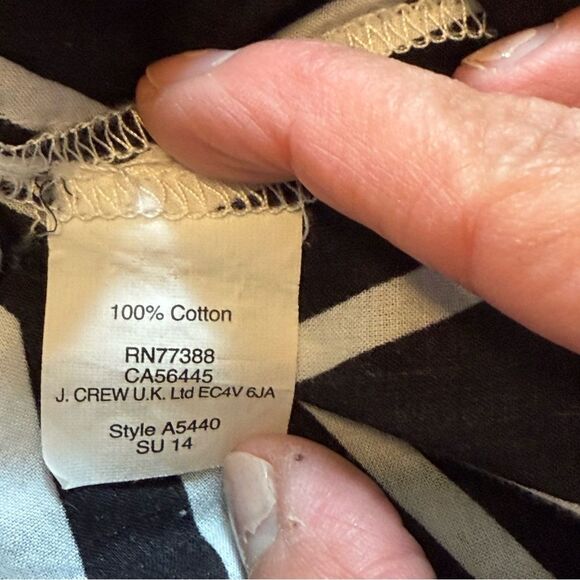 100% Cotton
RN77388
CA56445
J. CREW U.K. Ltd EC4V 6JA
Style A5440
SU 14